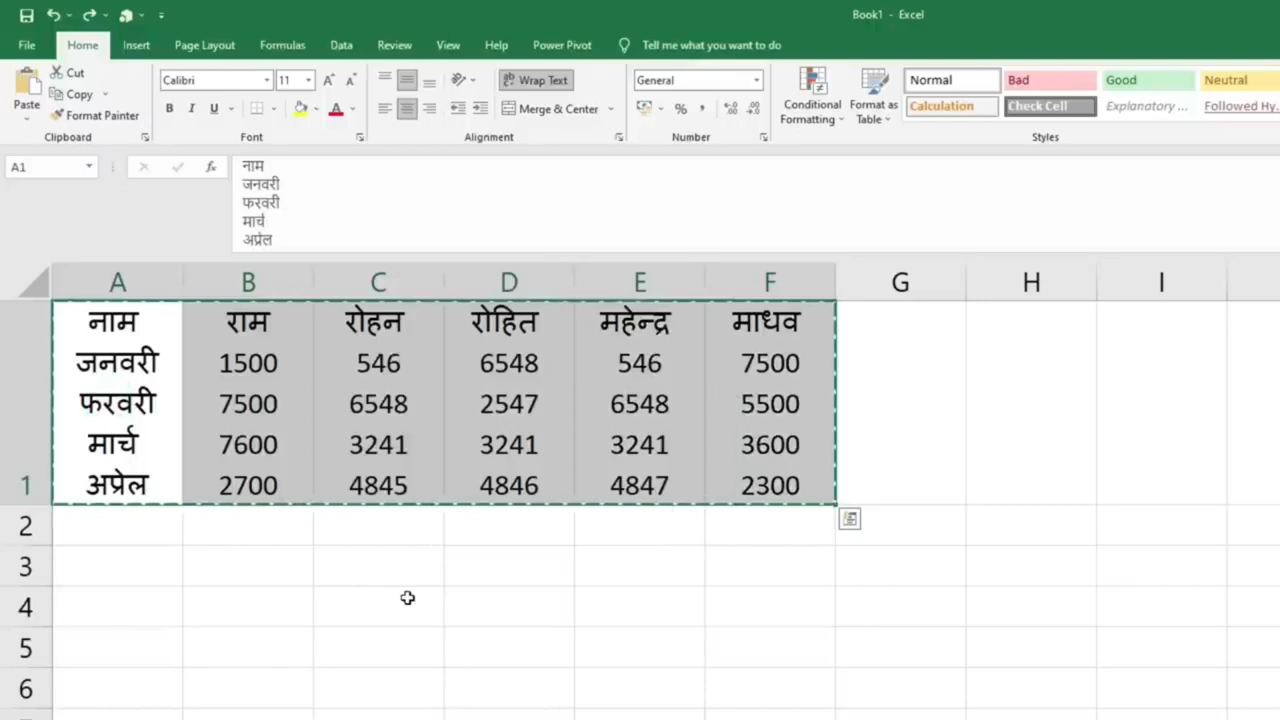 Book1 - Excel
File Home Insert Page Layout Formulas Data Review View Help Power Pivot Tell me what you want to do
Paste
Cut
Copy
Format Painter
Clipboard
Calibri 11
B I U
Font
Wrap Text
Merge & Center
Alignment
General
Number
Conditional Formatting
Format as Table
Normal Bad Good Neutral
Calculation Check Cell Explanatory ... Followed Hy...
Styles
A1
fx
नाम
जनवरी
फरवरी
मार्च
अप्रेल
A B C D E F G H I
नाम राम रोहन रोहित महेन्द्र माधव
जनवरी 1500 546 6548 546 7500
फरवरी 7500 6548 2547 6548 5500
मार्च 7600 3241 3241 3241 3600
1 अप्रेल 2700 4845 4846 4847 2300
2
3
4
5
6